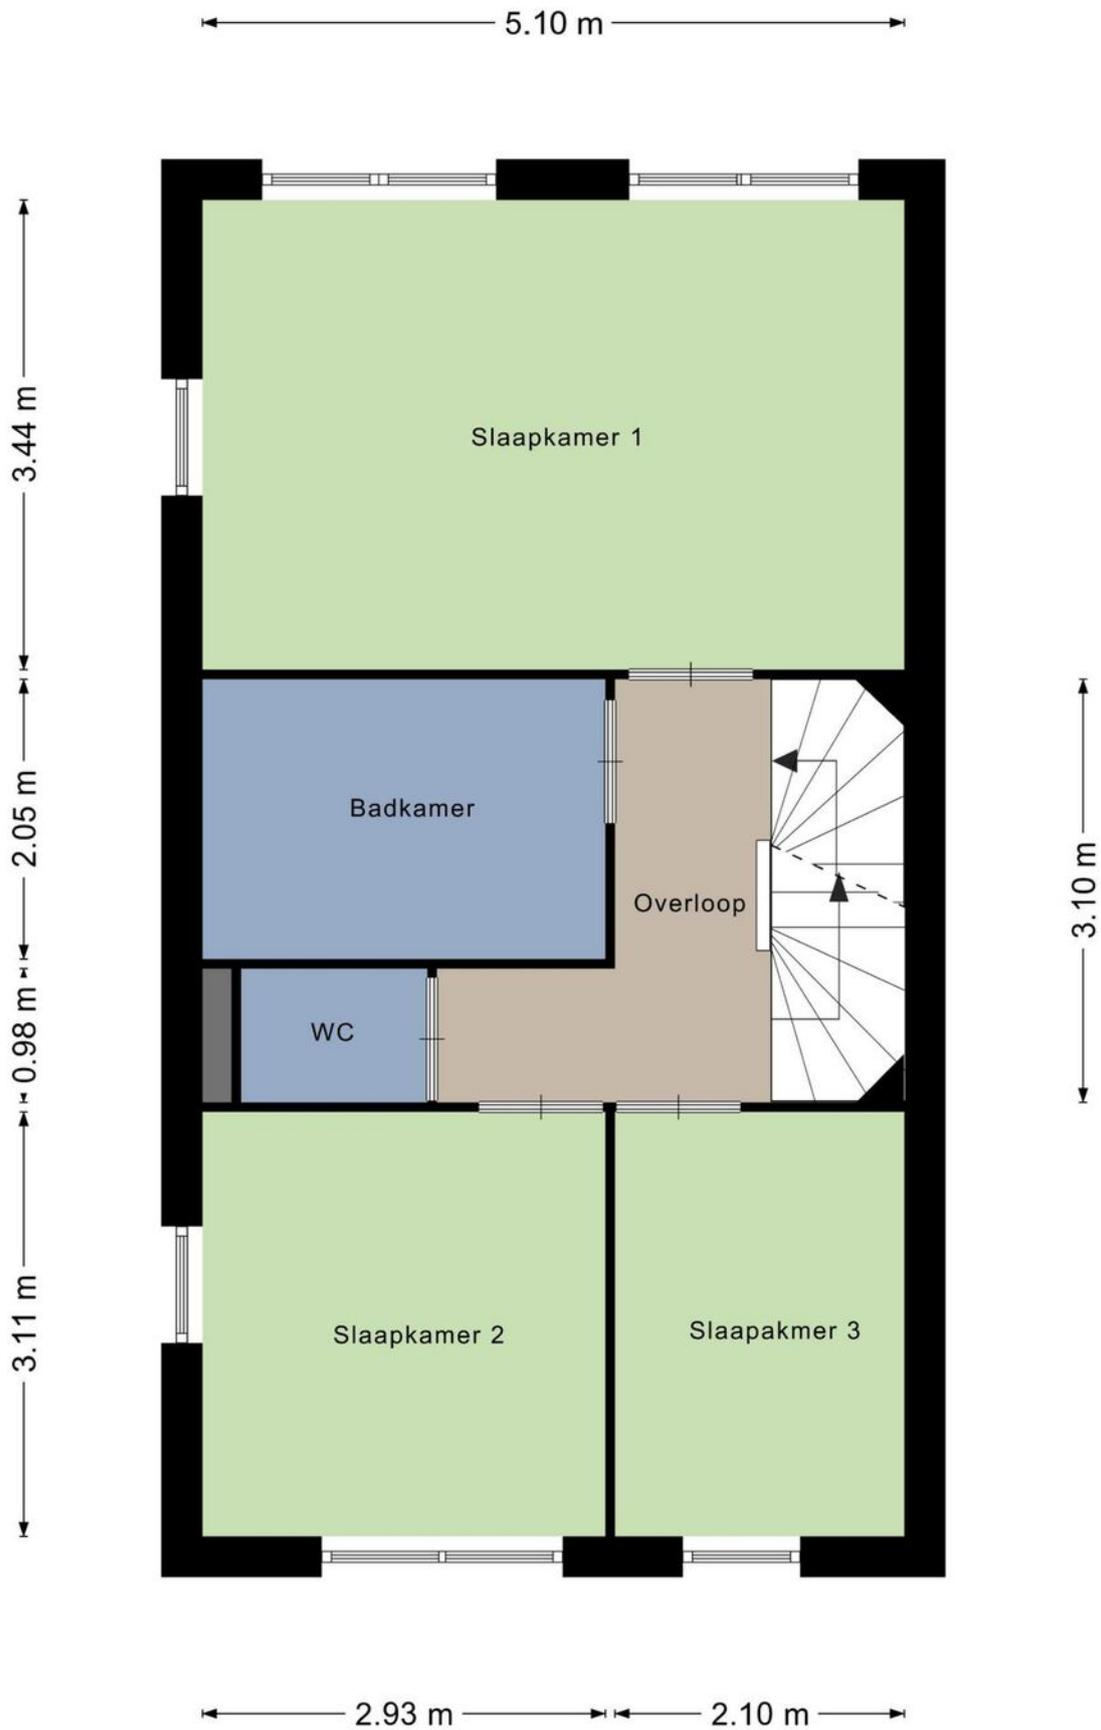 5.10 m
3.44 m
Slaapkamer 1
2.05 m
Badkamer
3.10 m
Overloop
0.98 m
WC
3.11 m
Slaapkamer 2
Slaapakmer 3
2.93 m
2.10 m